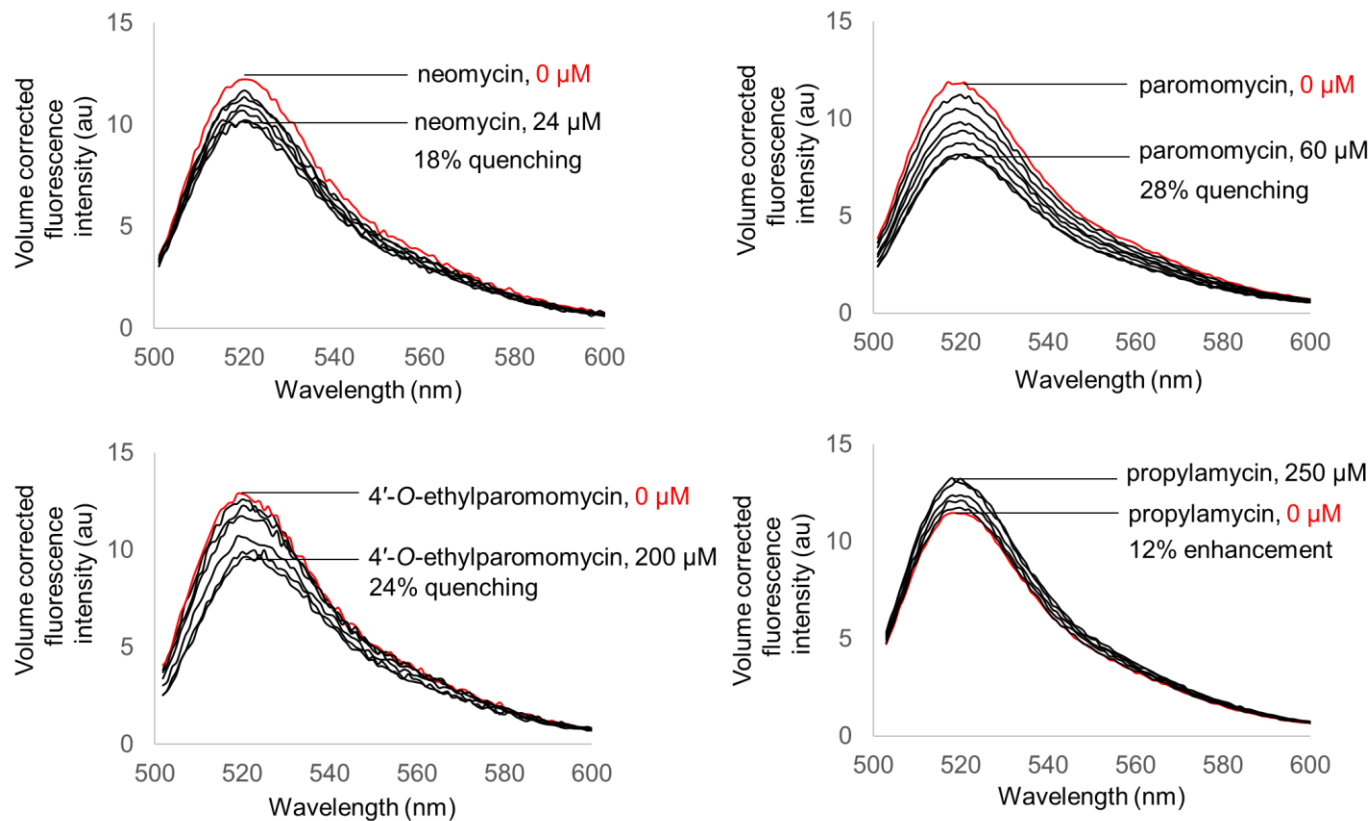 Volume corrected
fluorescence
intensity (au)
15
10
5
0
neomycin, 0 µM
neomycin, 24 µM
18% quenching
500 520 540 560 580 600
Wavelength (nm)
Volume corrected
fluorescence
intensity (au)
15
10
5
0
paromomycin, 0 µM
paromomycin, 60 µM
28% quenching
500 520 540 560 580 600
Wavelength (nm)
Volume corrected
fluorescence
intensity (au)
15
10
5
0
4′-O-ethylparomomycin, 0 µM
4′-O-ethylparomomycin, 200 µM
24% quenching
500 520 540 560 580 600
Wavelength (nm)
Volume corrected
fluorescence
intensity (au)
15
10
5
0
propylamycin, 250 µM
propylamycin, 0 µM
12% enhancement
500 520 540 560 580 600
Wavelength (nm)